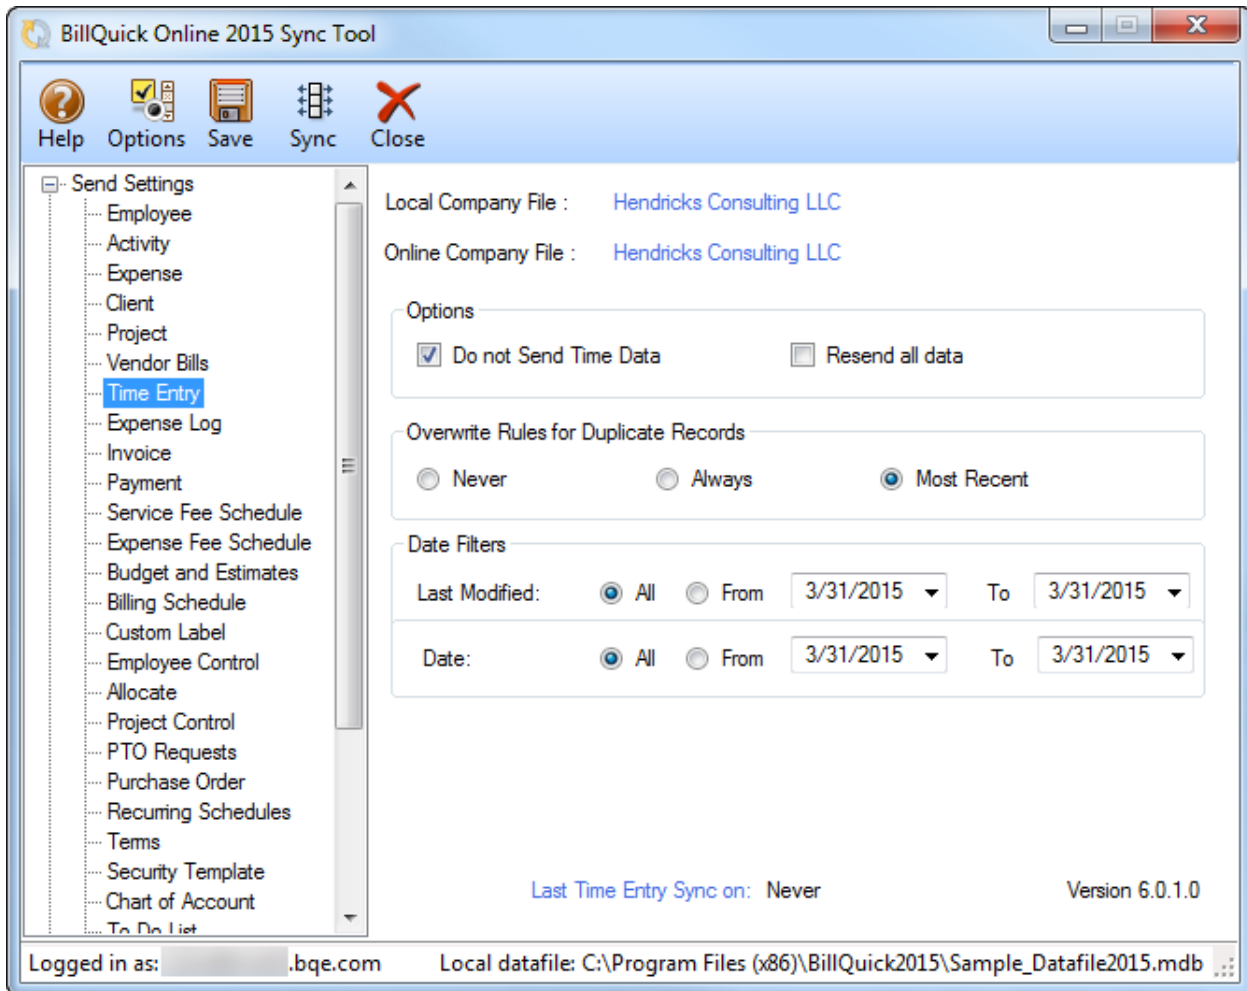 BillQuick Online 2015 Sync Tool
Help Options Save Sync Close
Send Settings
Employee
Activity
Expense
Client
Project
Vendor Bills
Time Entry
Expense Log
Invoice
Payment
Service Fee Schedule
Expense Fee Schedule
Budget and Estimates
Billing Schedule
Custom Label
Employee Control
Allocate
Project Control
PTO Requests
Purchase Order
Recurring Schedules
Terms
Security Template
Chart of Account
To Do List
Local Company File : Hendricks Consulting LLC
Online Company File : Hendricks Consulting LLC
Options
Do not Send Time Data Resend all data
Overwrite Rules for Duplicate Records
Never Always Most Recent
Date Filters
Last Modified: All From 3/31/2015 To 3/31/2015
Date: All From 3/31/2015 To 3/31/2015
Last Time Entry Sync on: Never Version 6.0.1.0
Logged in as: .bqe.com Local datafile: C:\Program Files (x86)\BillQuick2015\Sample_Datafile2015.mdb